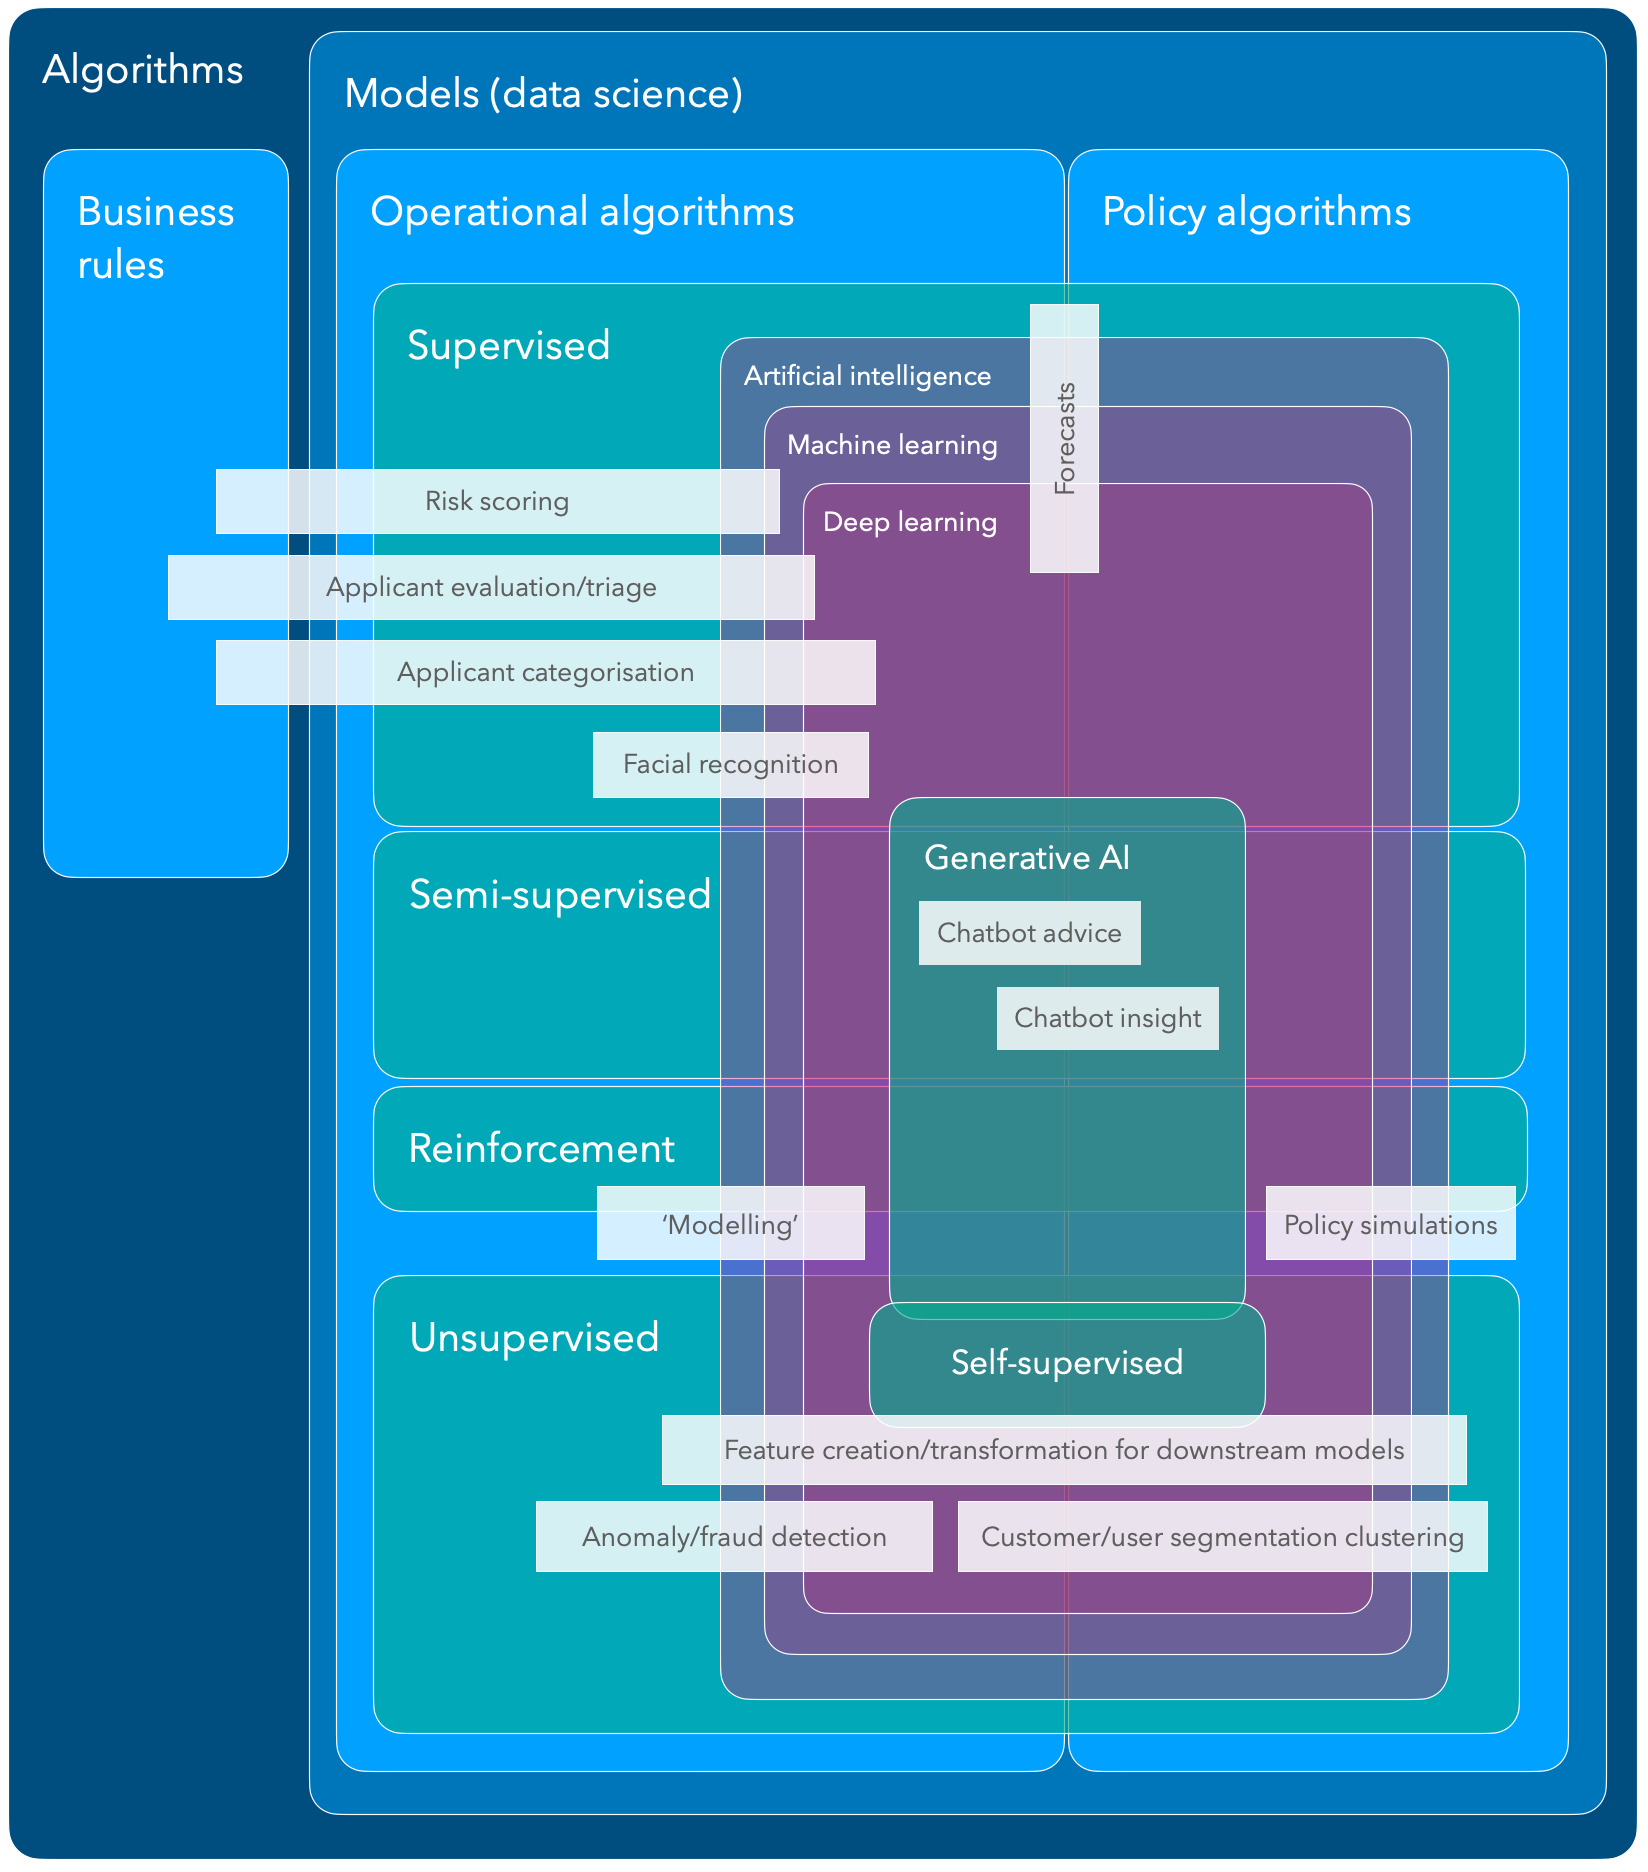 Algorithms
Models (data science)
Business
rules
Operational algorithms
Policy algorithms
Supervised
Artificial intelligence
Forecasts
Machine learning
Risk scoring
Deep learning
Applicant evaluation/triage
Applicant categorisation
Facial recognition
Generative AI
Semi-supervised
Chatbot advice
Chatbot insight
Reinforcement
‘Modelling’
Policy simulations
Unsupervised
Self-supervised
Feature creation/transformation for downstream models
Anomaly/fraud detection
Customer/user segmentation clustering